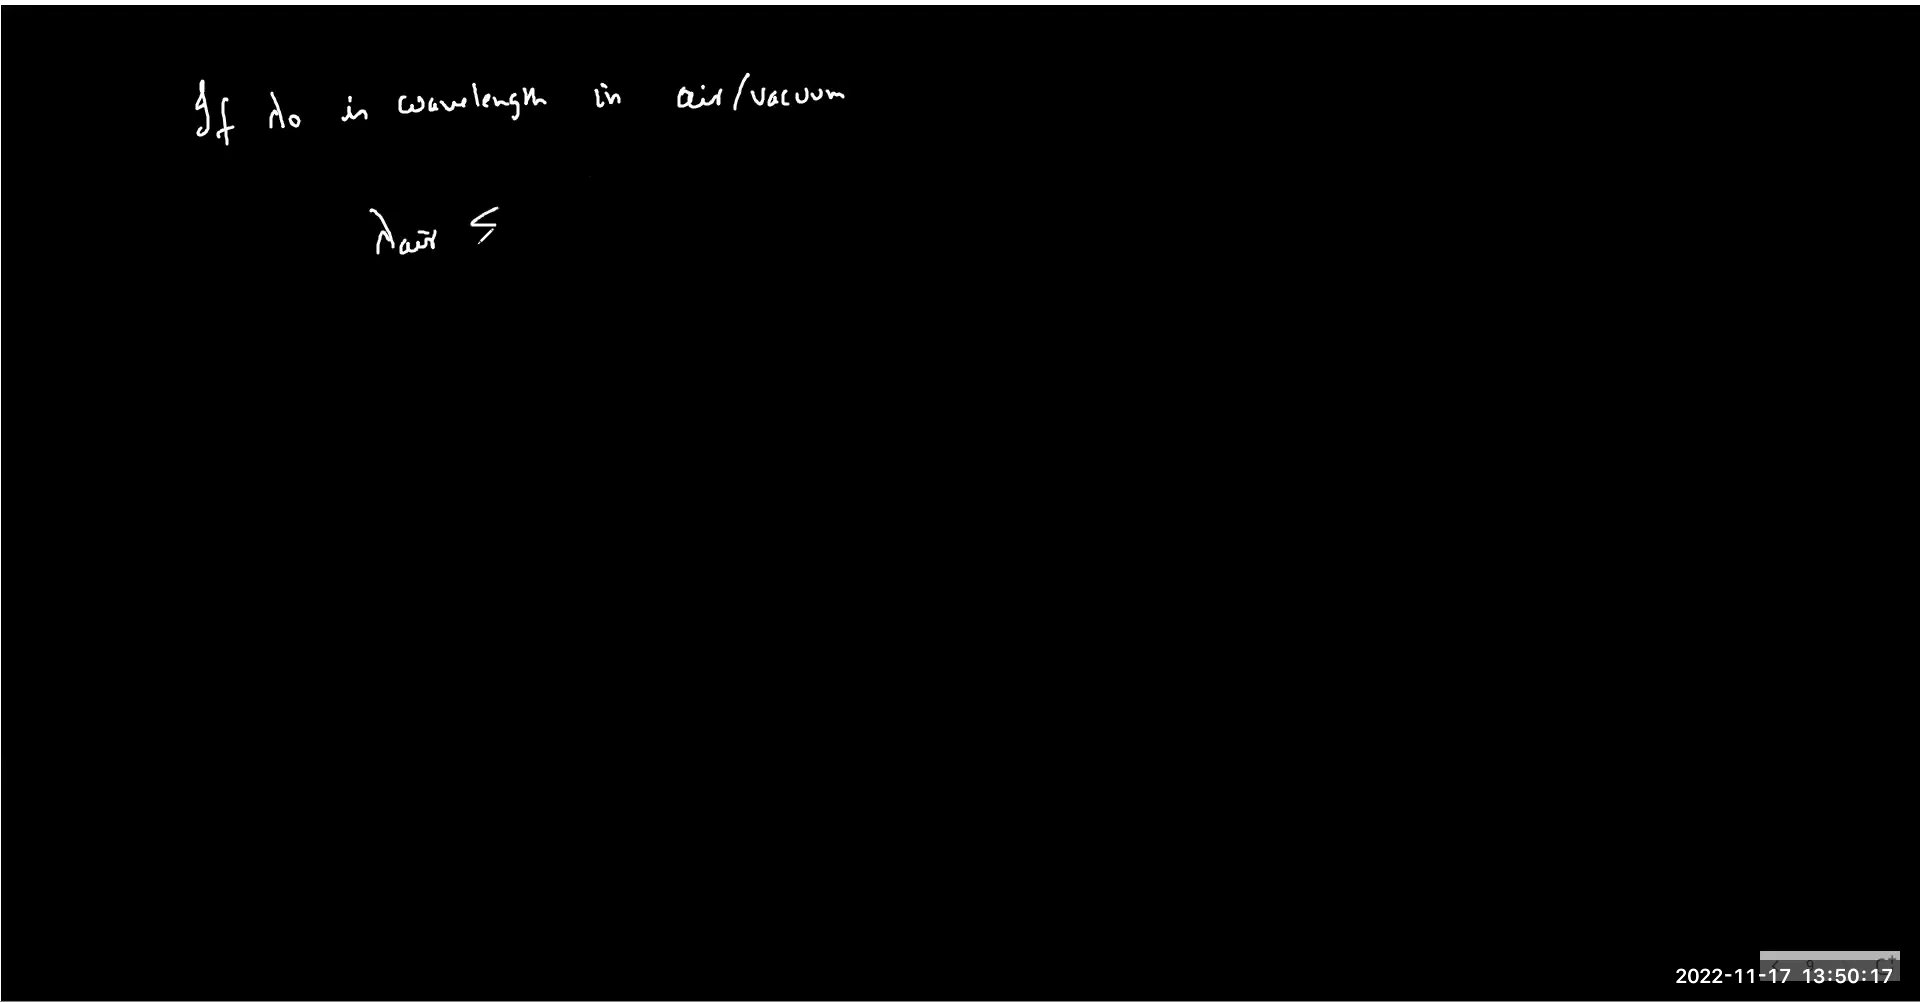 If λ0 is wavelength in air/vacuum
λair =
2022-11-17 13:50:17